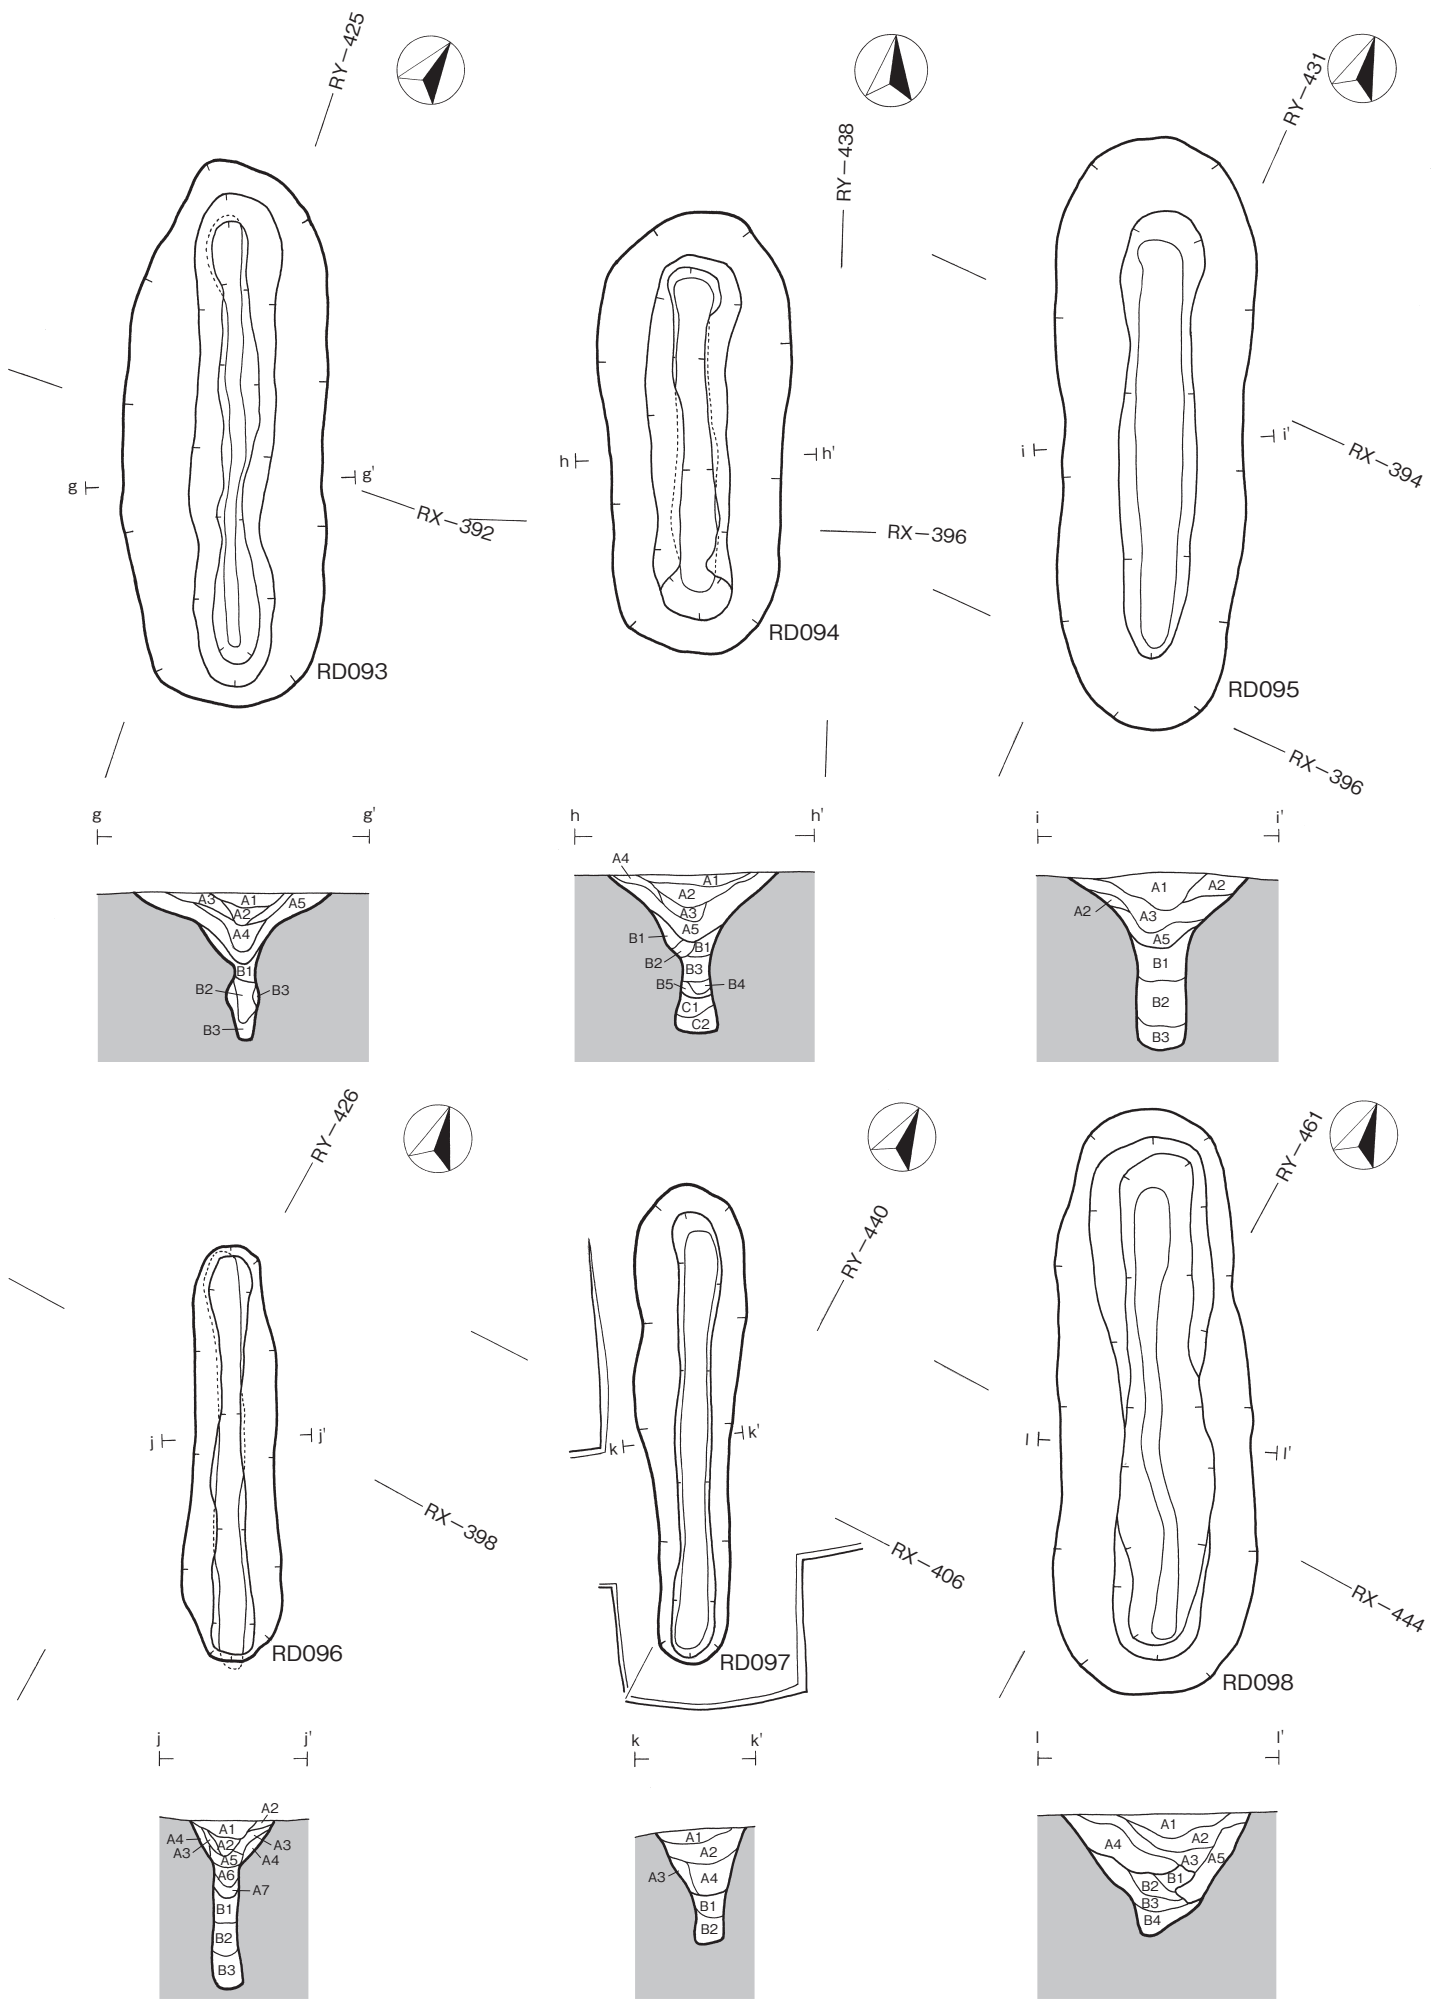 RY－425
RX－392
g
g'
RD093
RY－438
h
h'
RX－396
RD094
RY－431
i
i'
RX－394
RD095
RX－396
g
g'
A3
A1
A2
A5
A4
B1
B2
B3
B3
h
h'
A4
A1
A2
A3
A5
B1
B1
B2
B3
B5
B4
C1
C2
i
i'
A1
A2
A2
A3
A5
B1
B2
B3
RY－426
j
j'
RX－398
RD096
RY－440
k
k'
RX－406
RD097
RY－461
l
l'
RX－444
RD098
j
j'
A2
A1
A4
A2
A3
A3
A5
A4
A6
A7
B1
B2
B3
k
k'
A1
A2
A3
A4
B1
B2
l
l'
A1
A2
A4
A3
A5
B1
B2
B3
B4